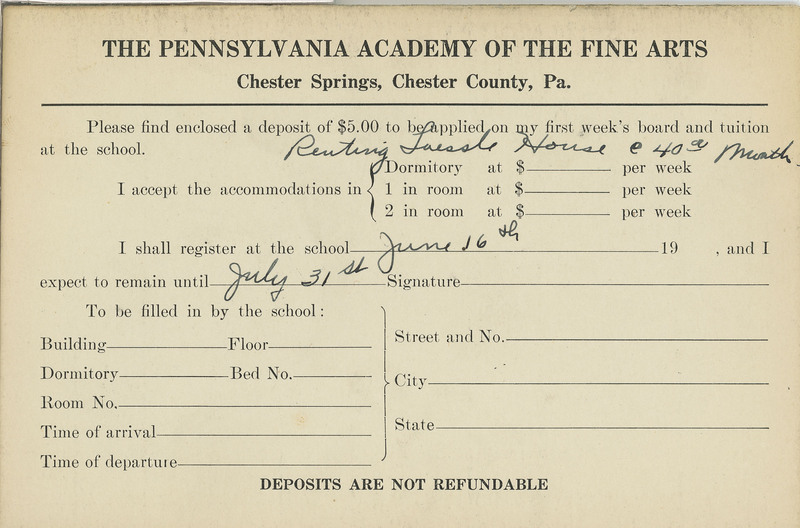 THE PENNSYLVANIA ACADEMY OF THE FINE ARTS
Chester Springs, Chester County, Pa.
Please find enclosed a deposit of $5.00 to be applied on my first week's board and tuition
at the school. Renting Laessle House @ 40 00 Month
Dormitory at $ per week
I accept the accommodations in 1 in room at $ per week
2 in room at $ per week
I shall register at the school June 16th 19 , and I
expect to remain until July 31st Signature
To be filled in by the school:
Street and No.
Building Floor
Dormitory Bed No.
City
Room No.
State
Time of arrival
Time of departure
DEPOSITS ARE NOT REFUNDABLE